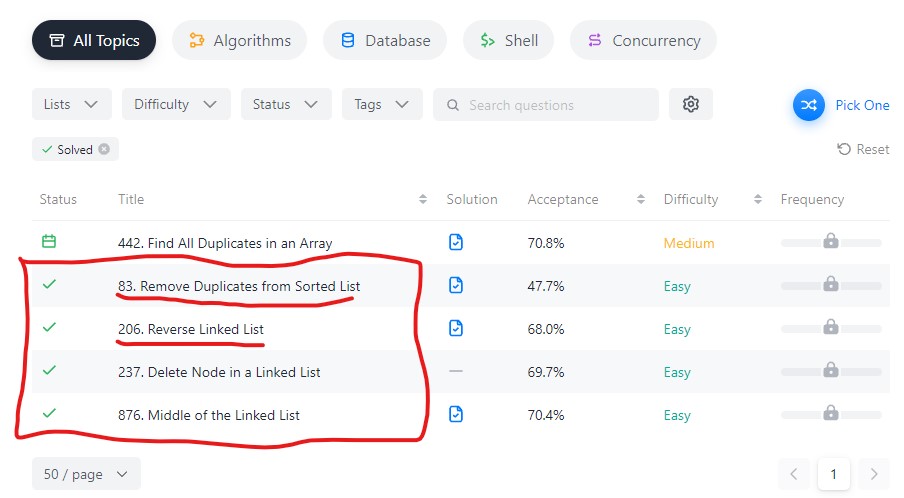 All Topics Algorithms Database Shell Concurrency
Lists Difficulty Status Tags Search questions Pick One
Solved Reset
Status Title Solution Acceptance Difficulty Frequency
442. Find All Duplicates in an Array 70.8% Medium
83. Remove Duplicates from Sorted List 47.7% Easy
206. Reverse Linked List 68.0% Easy
237. Delete Node in a Linked List — 69.7% Easy
876. Middle of the Linked List 70.4% Easy
50 / page 1